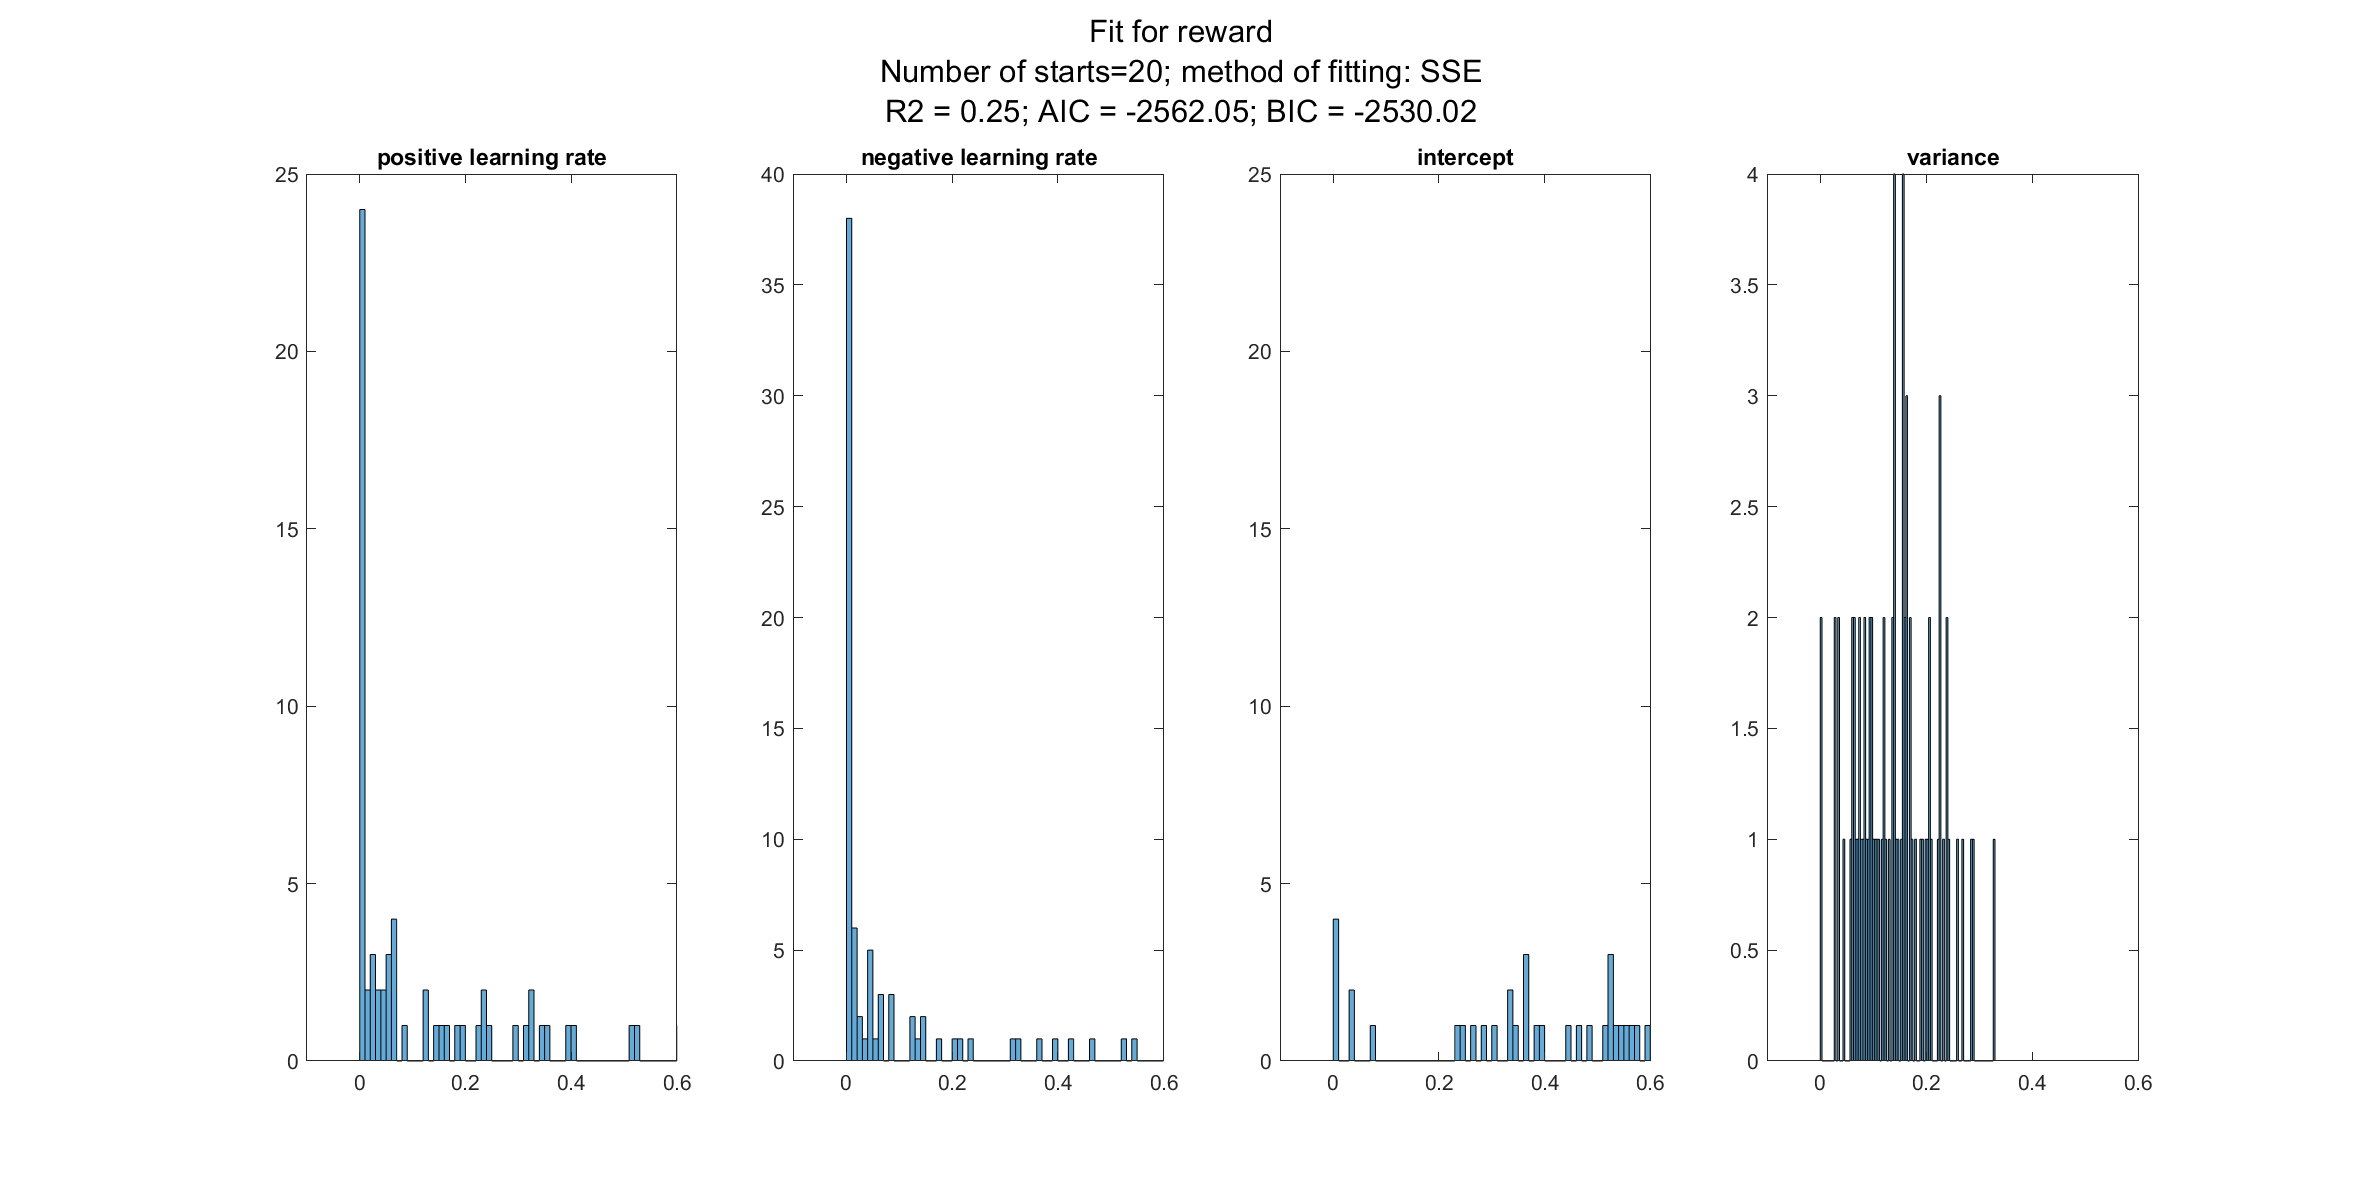 Fit for reward
Number of starts=20; method of fitting: SSE
R2 = 0.25; AIC = -2562.05; BIC = -2530.02
positive learning rate
25
20
15
10
5
0
0 0.2 0.4 0.6
negative learning rate
40
35
30
25
20
15
10
5
0
0 0.2 0.4 0.6
intercept
25
20
15
10
5
0
0 0.2 0.4 0.6
variance
4
3.5
3
2.5
2
1.5
1
0.5
0
0 0.2 0.4 0.6